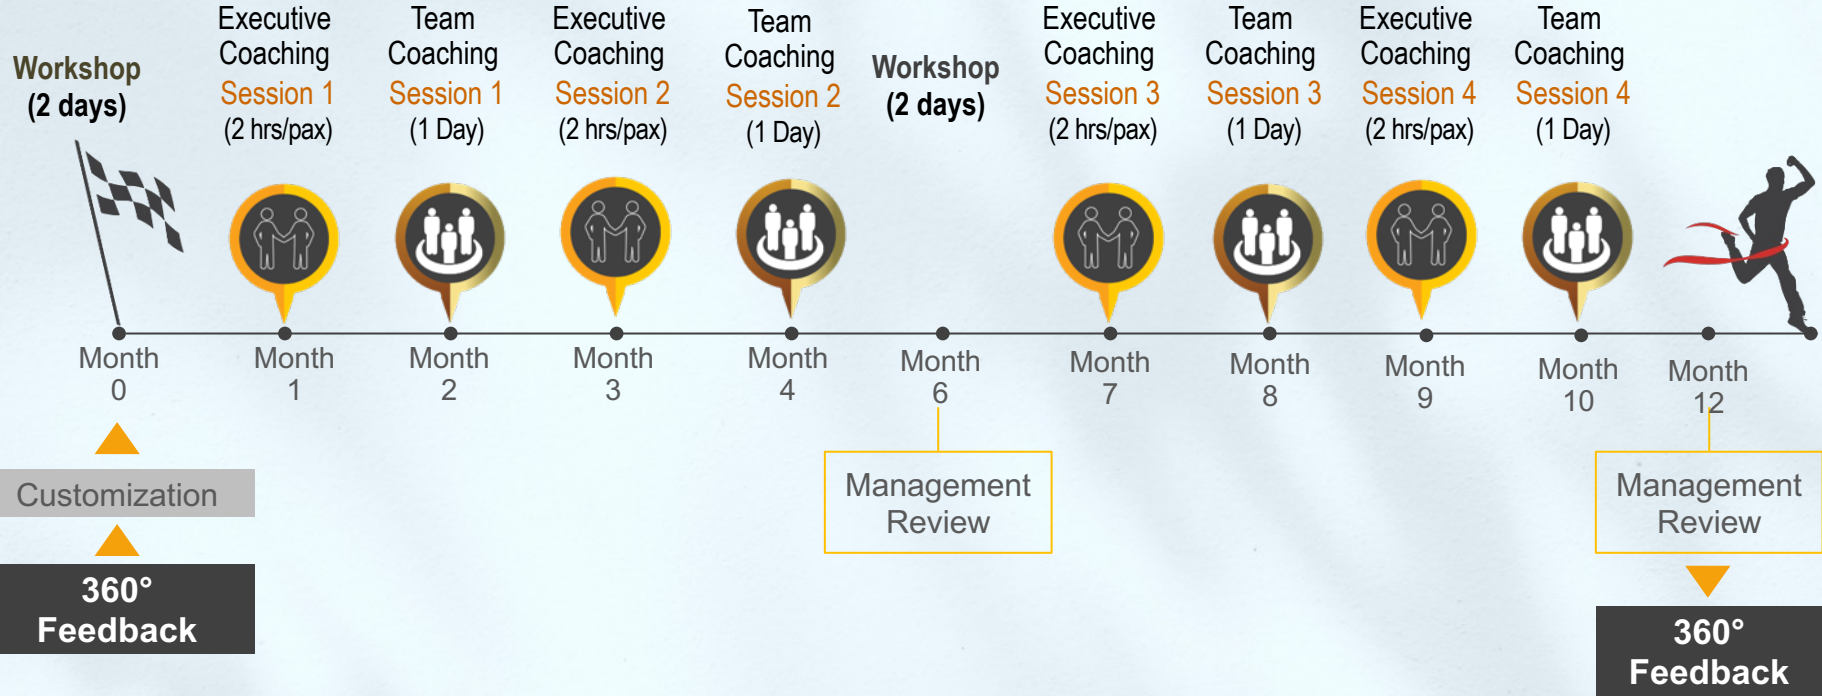 Workshop
(2 days)
Executive
Coaching
Session 1
(2 hrs/pax)
Team
Coaching
Session 1
(1 Day)
Executive
Coaching
Session 2
(2 hrs/pax)
Team
Coaching
Session 2
(1 Day)
Workshop
(2 days)
Executive
Coaching
Session 3
(2 hrs/pax)
Team
Coaching
Session 3
(1 Day)
Executive
Coaching
Session 4
(2 hrs/pax)
Team
Coaching
Session 4
(1 Day)
Month
0
Month
1
Month
2
Month
3
Month
4
Month
6
Month
7
Month
8
Month
9
Month
10
Month
12
Customization
360°
Feedback
Management
Review
Management
Review
360°
Feedback